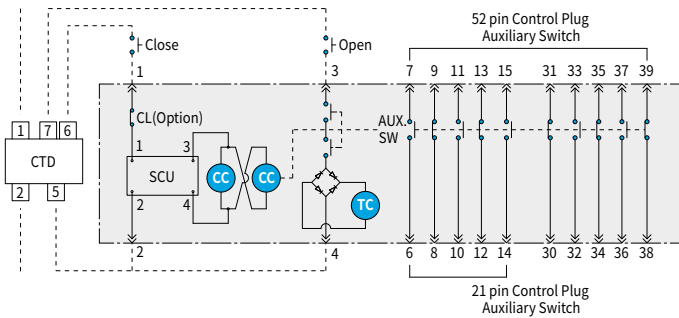 52 pin Control Plug
Auxiliary Switch
Close
Open
1
3
7
9
11
13
15
31
33
35
37
39
CL(Option)
AUX.
SW
1
7
6
CTD
2
5
1
3
SCU
2
4
CC
CC
TC
2
4
6
8
10
12
14
30
32
34
36
38
21 pin Control Plug
Auxiliary Switch